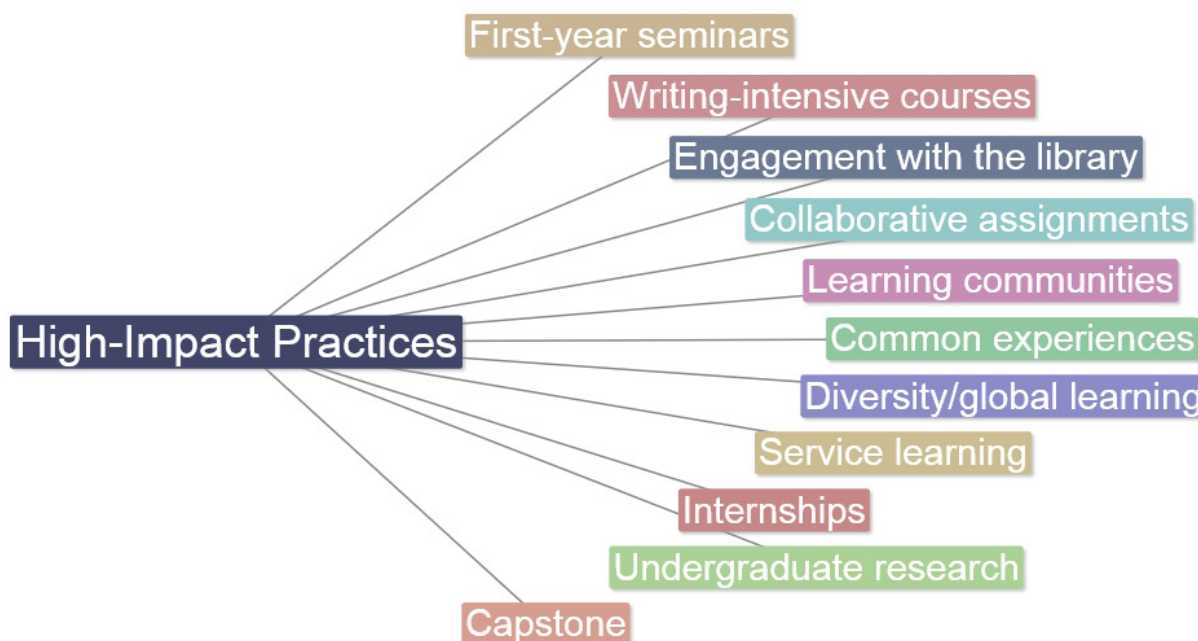 First-year seminars
Writing-intensive courses
Engagement with the library
Collaborative assignments
Learning communities
High-Impact Practices
Common experiences
Diversity/global learning
Service learning
Internships
Undergraduate research
Capstone